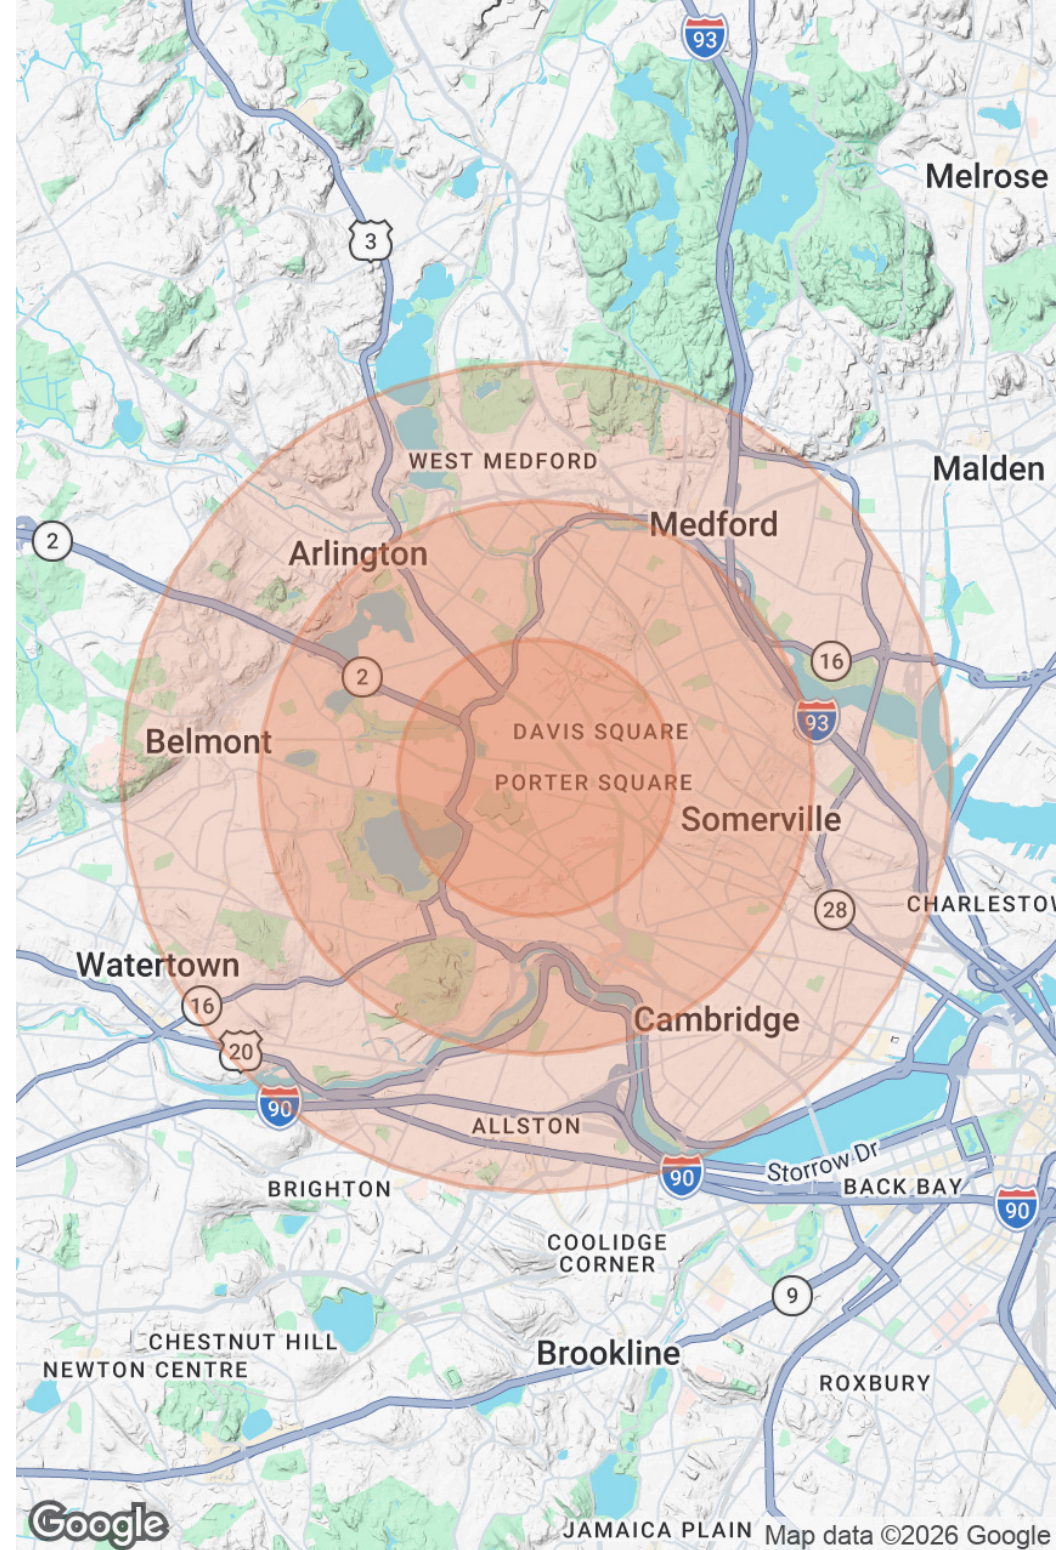 93
Melrose
3
WEST MEDFORD
Malden
Medford
2
Arlington
16
2
93
DAVIS SQUARE
Belmont
PORTER SQUARE
Somerville
28
CHARLESTOW
Watertown
16
Cambridge
20
90
ALLSTON
Storrow Dr
90
BRIGHTON
BACK BAY
90
COOLIDGE
CORNER
9
CHESTNUT HILL
Brookline
NEWTON CENTRE
ROXBURY
Google
JAMAICA PLAIN
Map data ©2026 Google